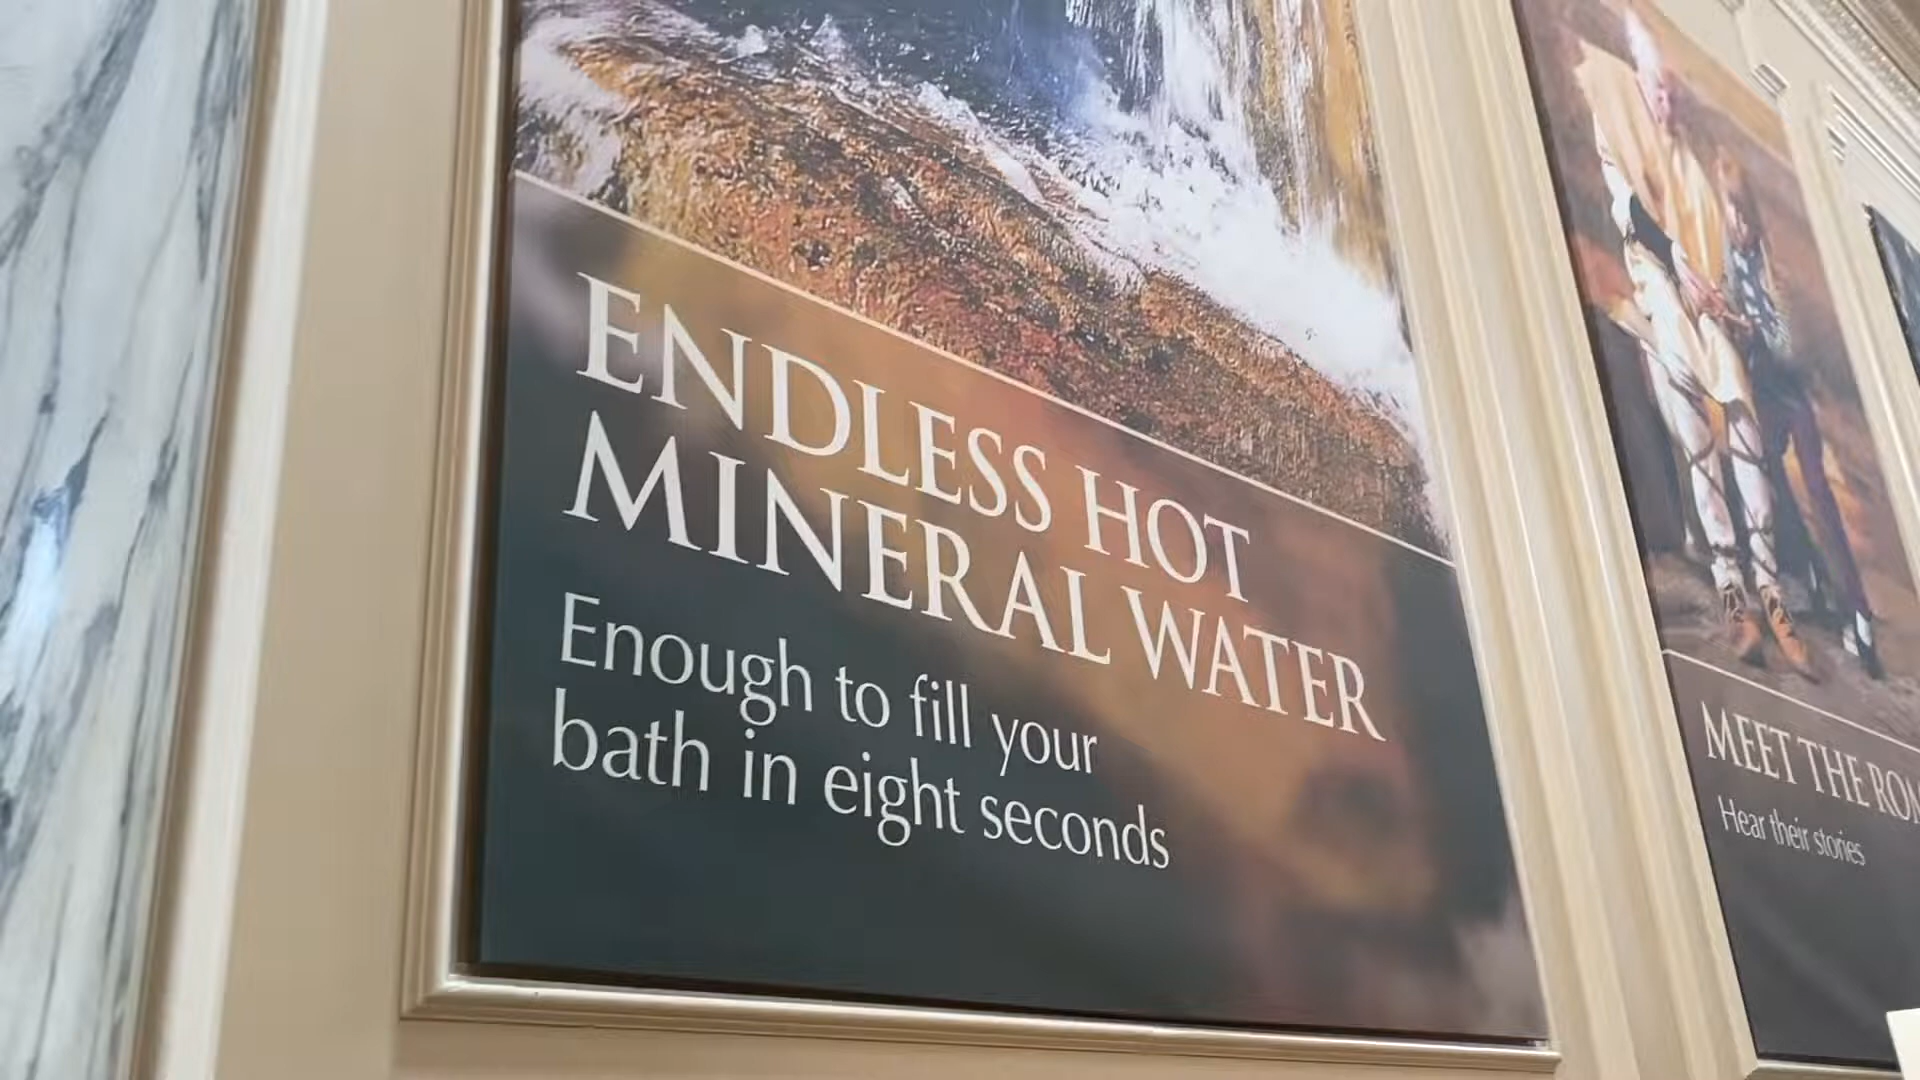 ENDLESS HOT
MINERAL WATER
Enough to fill your
bath in eight seconds
MEET THE
Hear their stories